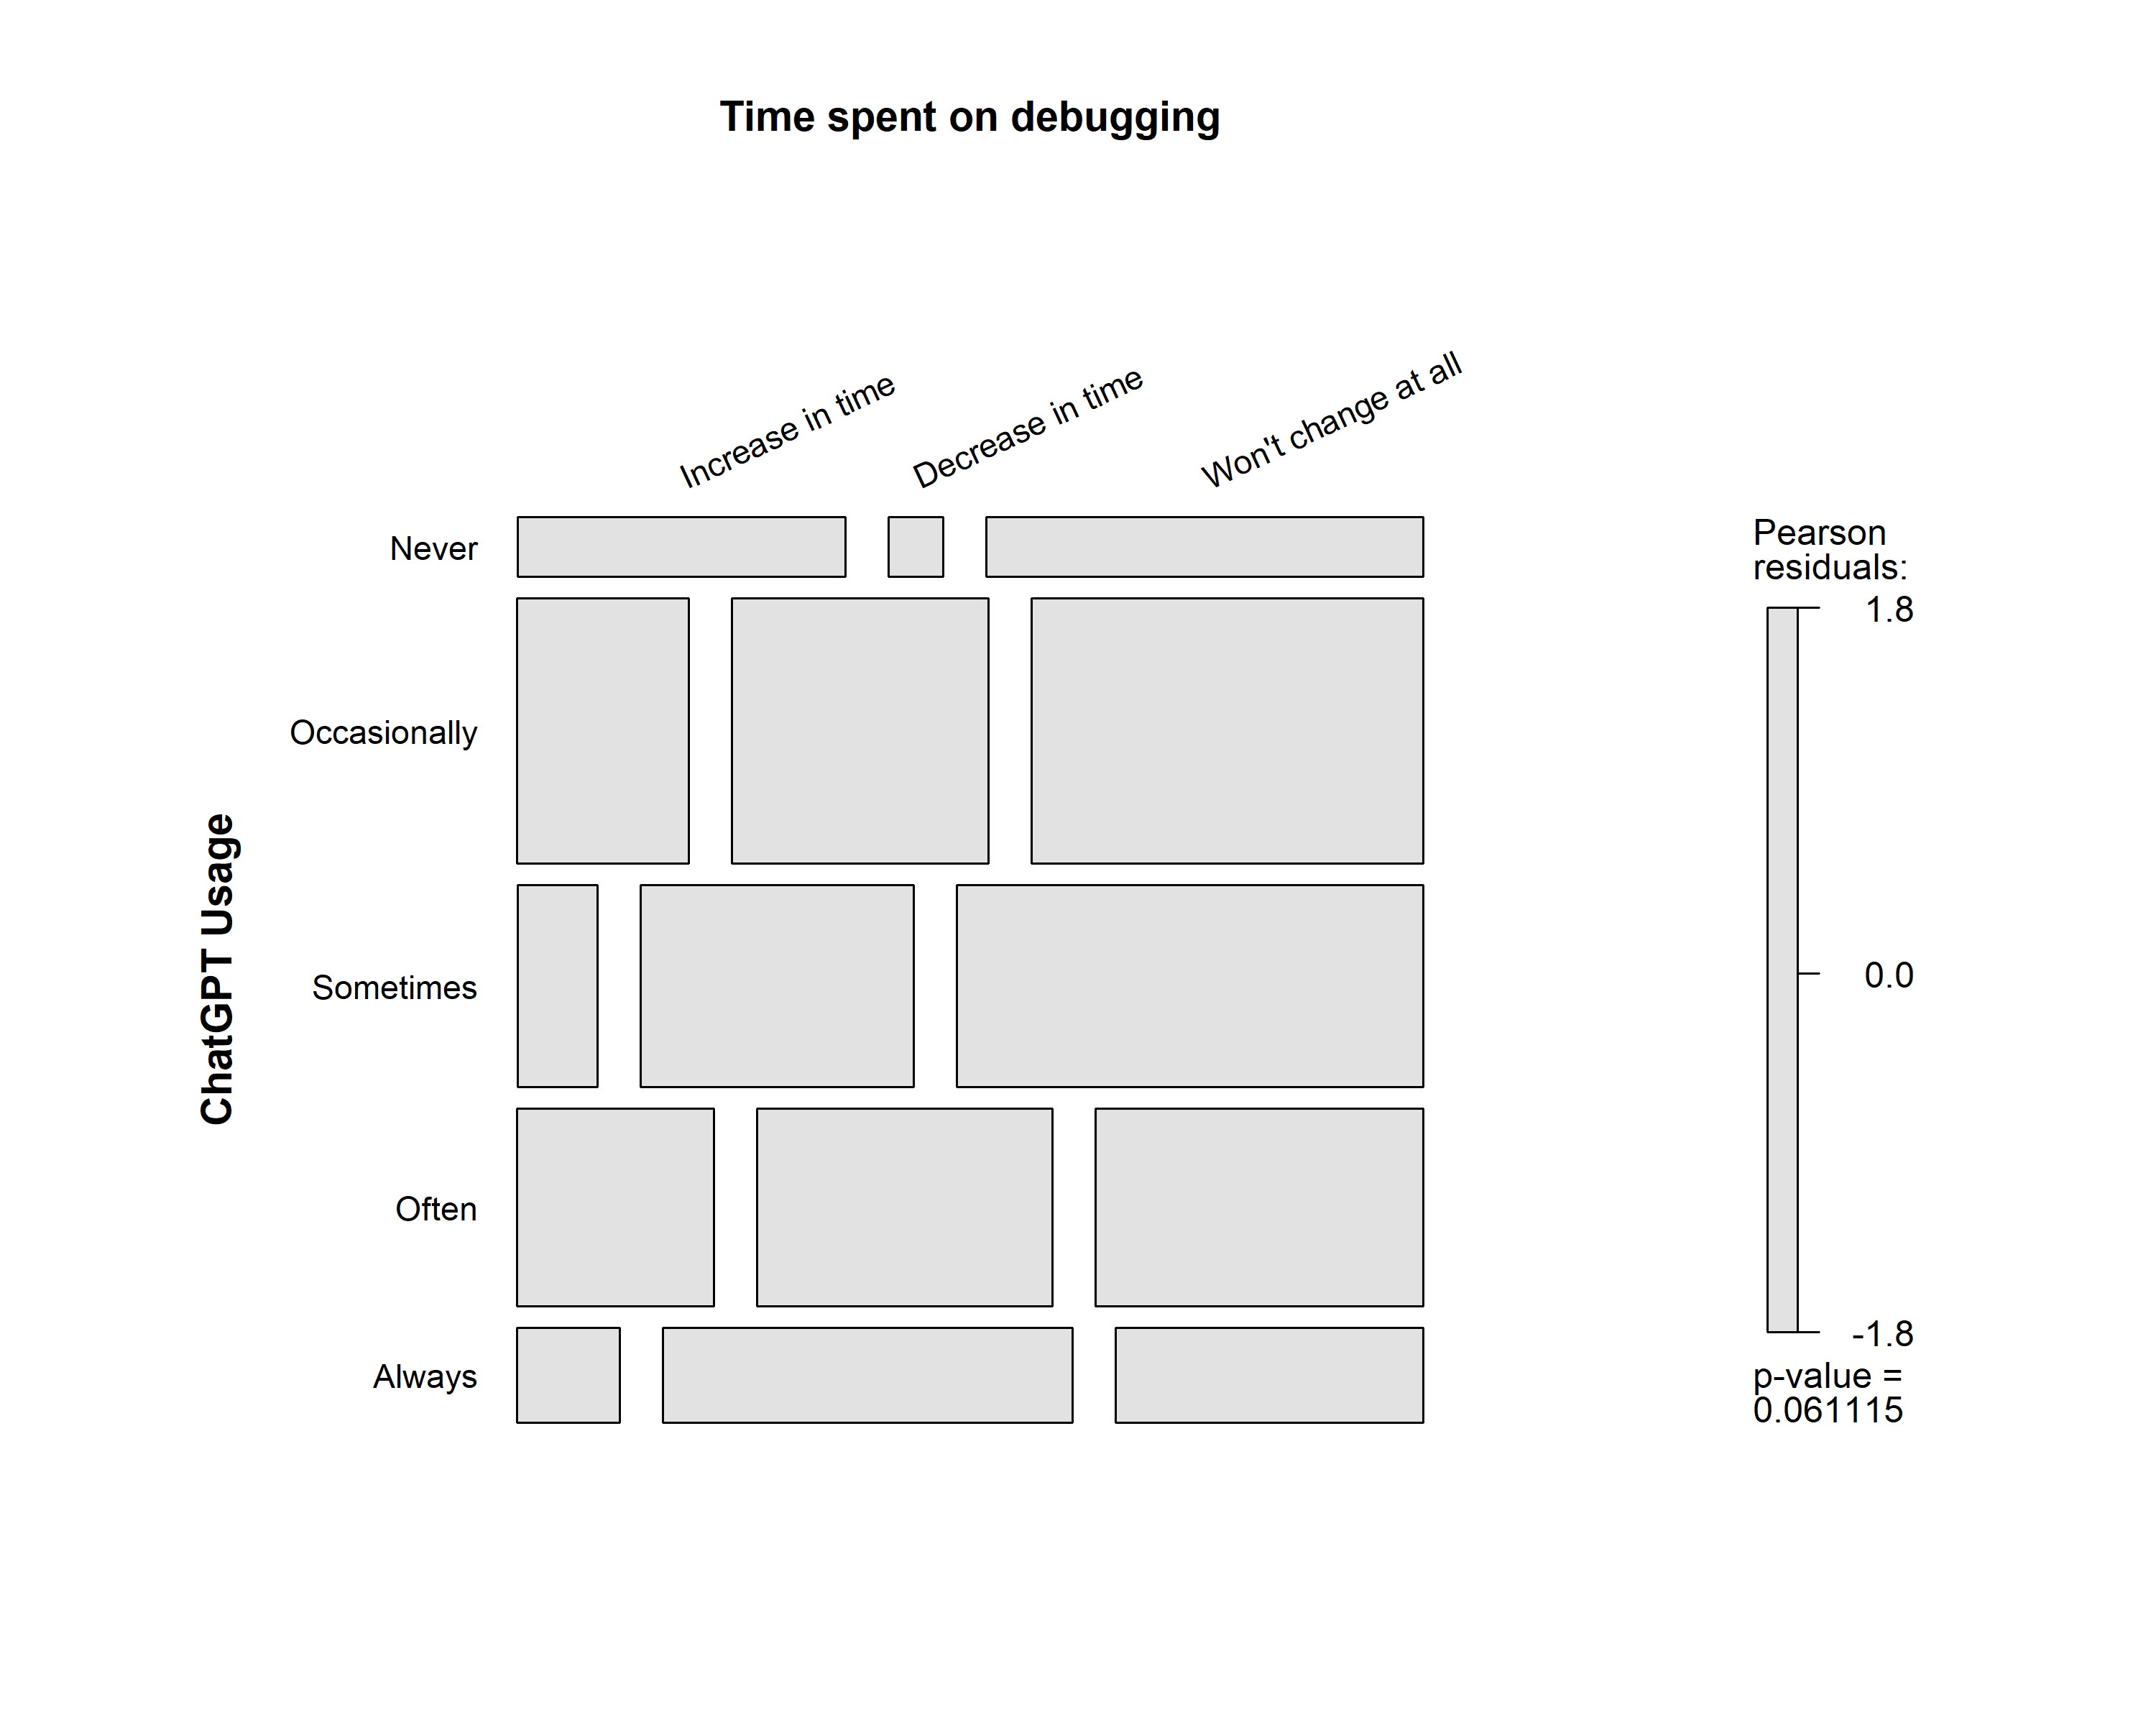 Time spent on debugging
Increase in time
Decrease in time
Won't change at all
ChatGPT Usage
Never
Occasionally
Sometimes
Often
Always
Pearson
residuals:
1.8
0.0
-1.8
p-value =
0.061115